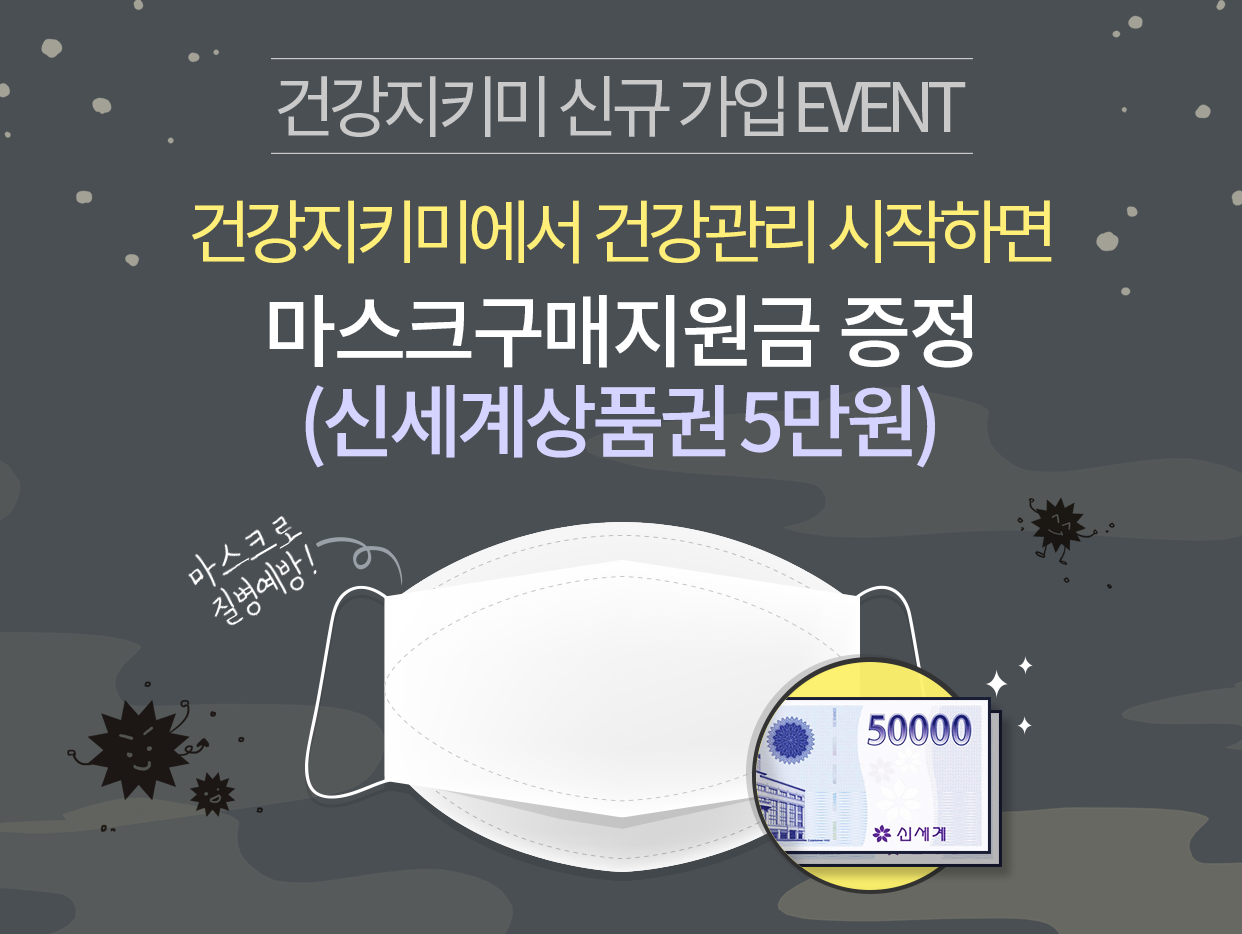 건강지키미 신규 가입 EVENT
건강지키미에서 건강관리 시작하면
마스크구매지원금 증정
(신세계상품권 5만원)
마스크로
질병예방!
50000
신세계